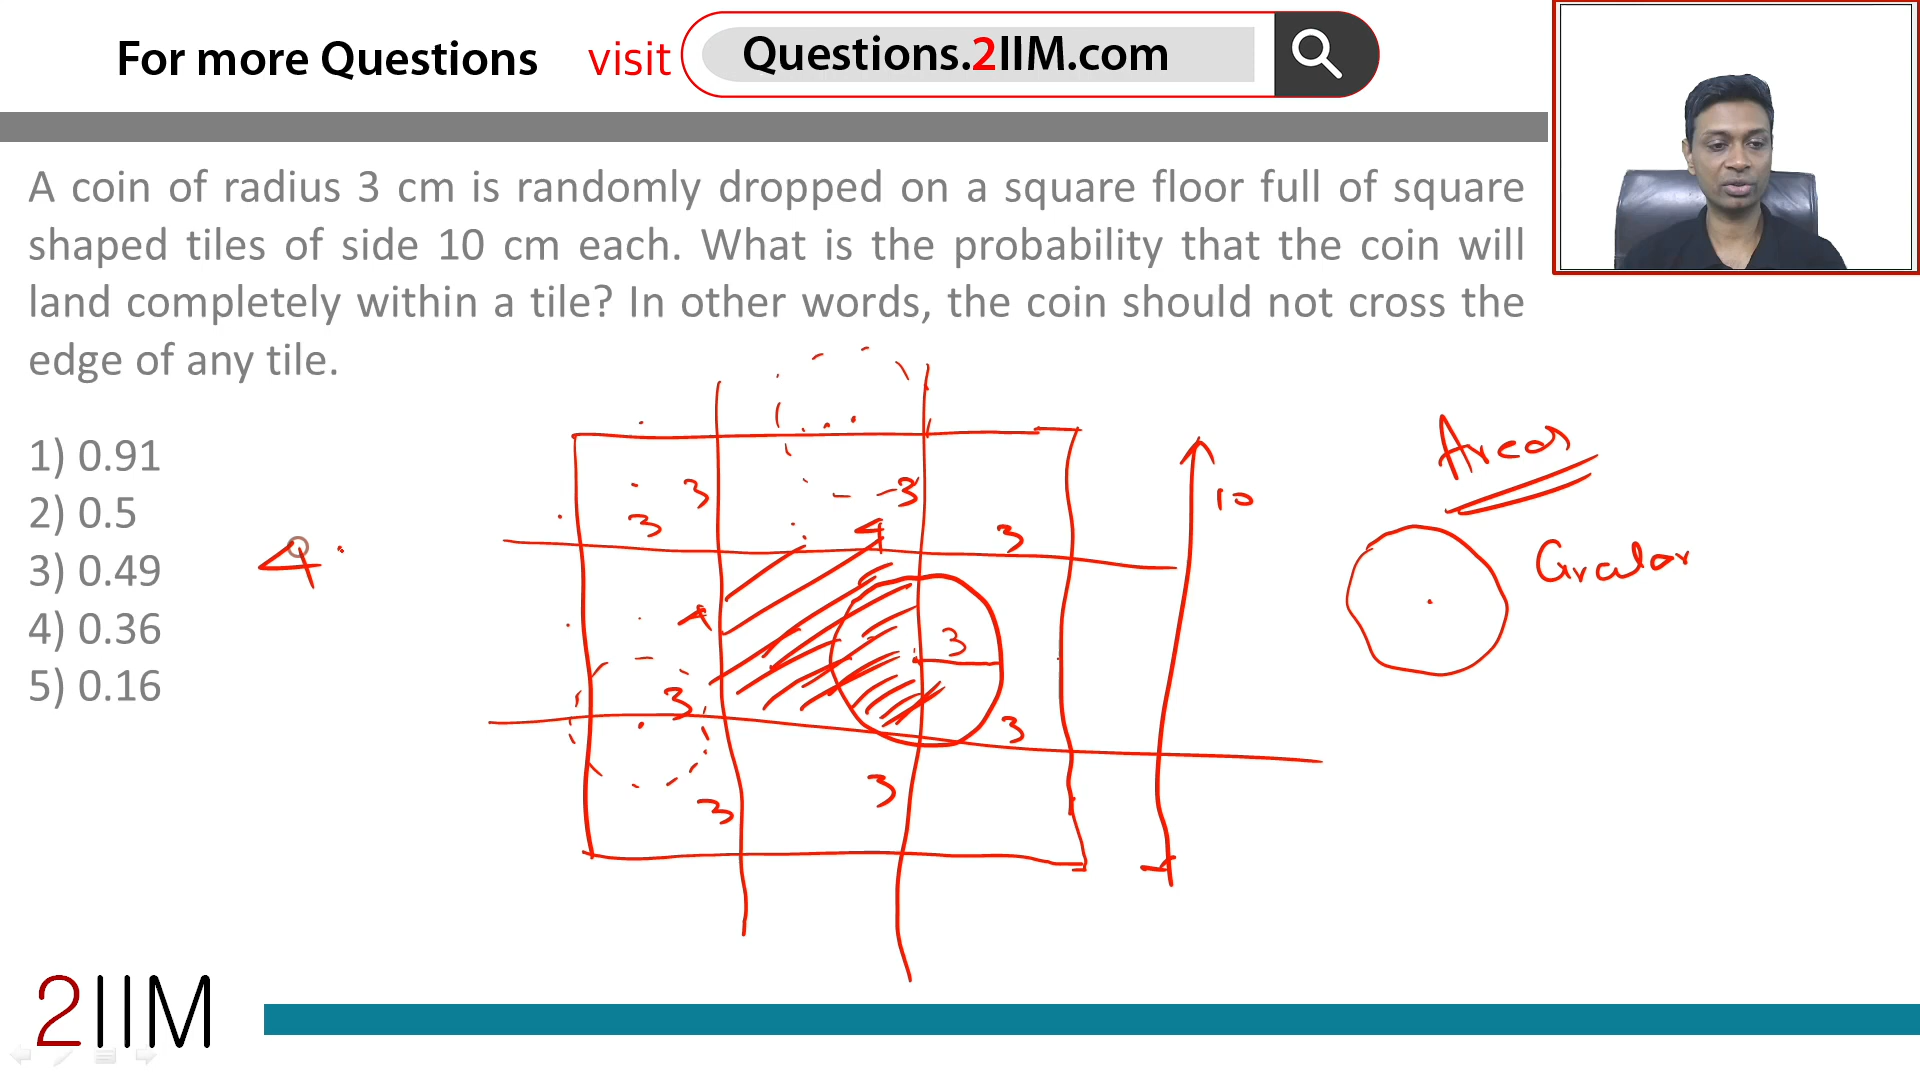 For more Questions visit Questions.2IIM.com
A coin of radius 3 cm is randomly dropped on a square floor full of square
shaped tiles of side 10 cm each. What is the probability that the coin will
land completely within a tile? In other words, the coin should not cross the
edge of any tile.
1) 0.91
2) 0.5
3) 0.49
4) 0.36
5) 0.16
4
3
3
3
4
3
10
Areas
4
3
3
3
3
3
Circular
2IIM